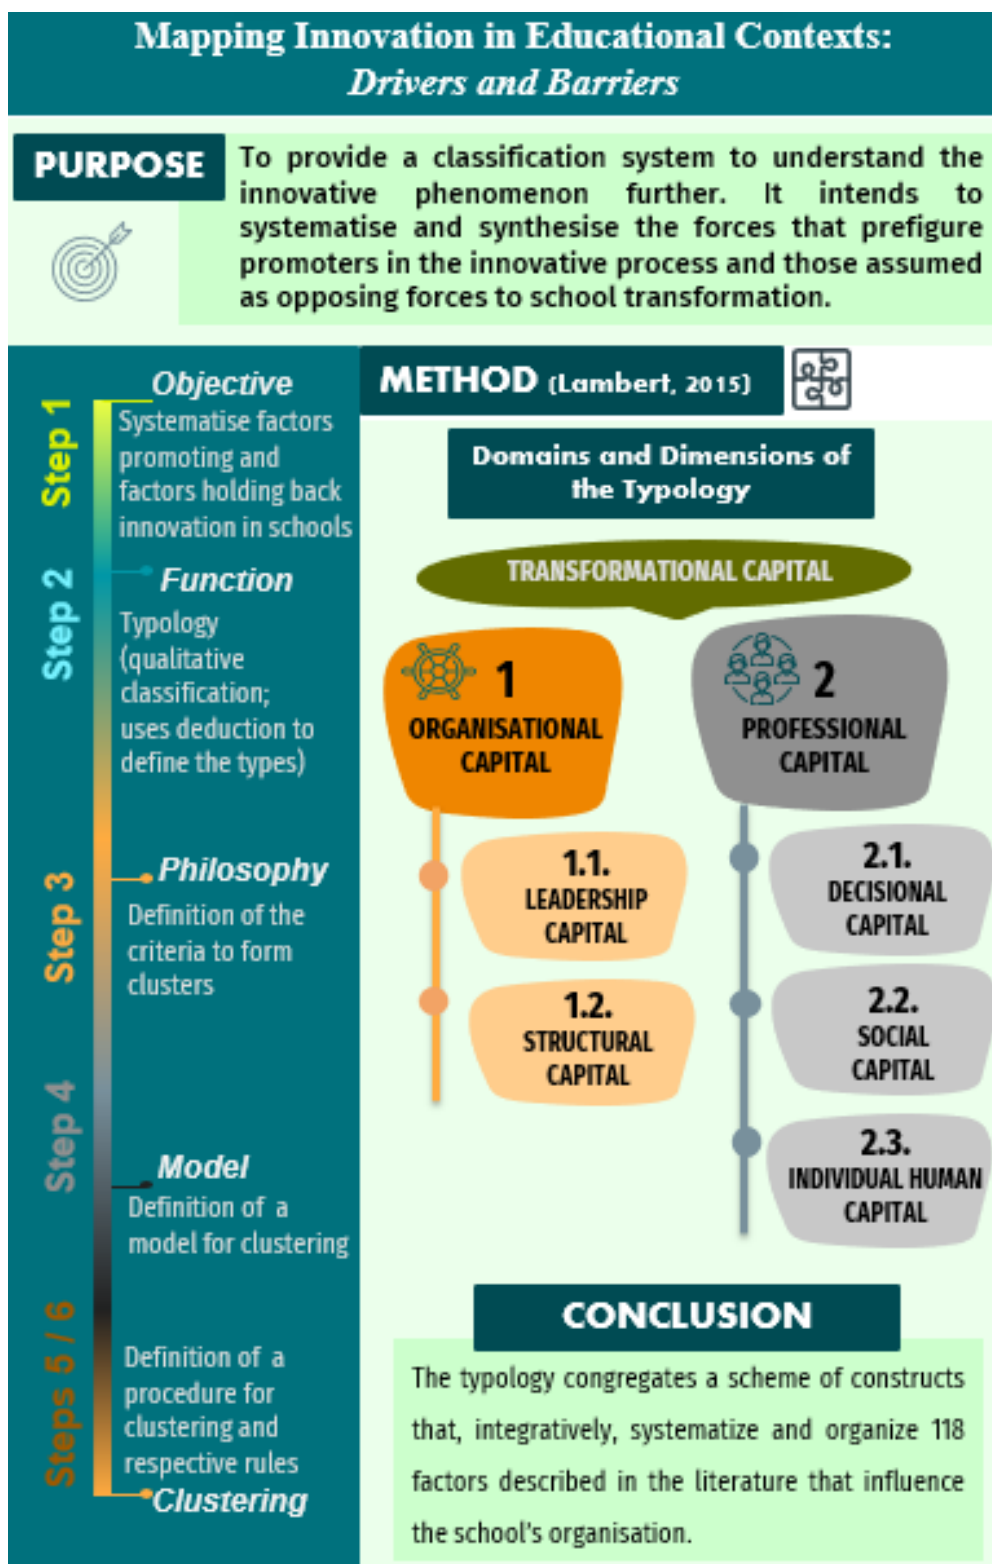 Mapping Innovation in Educational Contexts:
Drivers and Barriers
PURPOSE
To provide a classification system to understand the
innovative phenomenon further. It intends to
systematise and synthesise the forces that prefigure
promoters in the innovative process and those assumed
as opposing forces to school transformation.
Step 1
Objective
Systematise factors
promoting and
factors holding back
innovation in schools
Step 2
Function
Typology
(qualitative
classification;
uses deduction to
define the types)
Step 3
Philosophy
Definition of the
criteria to form
clusters
Step 4
Model
Definition of a
model for clustering
Steps 5 / 6
Definition of a
procedure for
clustering and
respective rules
Clustering
METHOD (Lambert, 2015)
Domains and Dimensions of
the Typology
TRANSFORMATIONAL CAPITAL
1
ORGANISATIONAL
CAPITAL
1.1.
LEADERSHIP
CAPITAL
1.2.
STRUCTURAL
CAPITAL
2
PROFESSIONAL
CAPITAL
2.1.
DECISIONAL
CAPITAL
2.2.
SOCIAL
CAPITAL
2.3.
INDIVIDUAL HUMAN
CAPITAL
CONCLUSION
The typology congregates a scheme of constructs
that, integratively, systematize and organize 118
factors described in the literature that influence
the school's organisation.